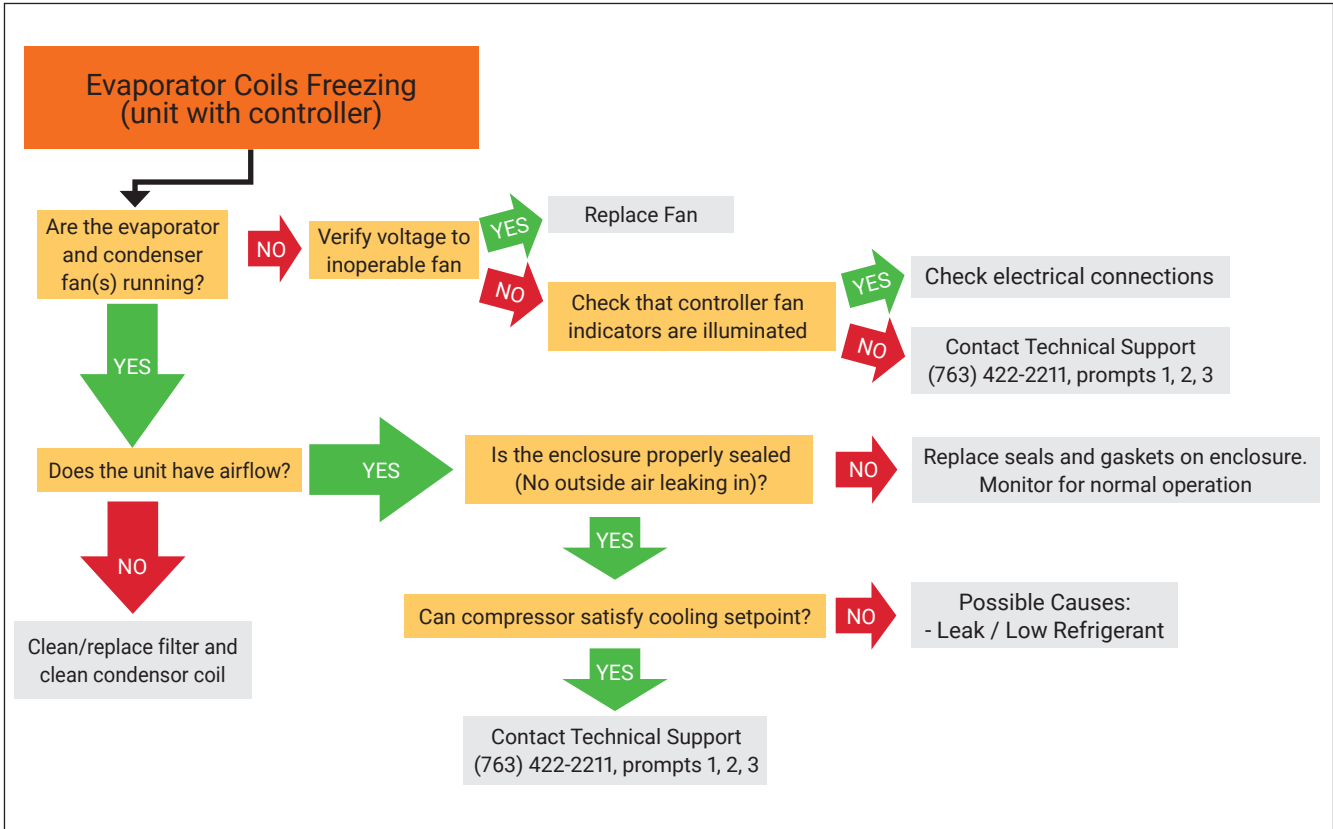 Evaporator Coils Freezing
(unit with controller)
Are the evaporator
and condenser
fan(s) running?
NO
Verify voltage to
inoperable fan
YES
Replace Fan
NO
Check that controller fan
indicators are illuminated
YES
Check electrical connections
NO
Contact Technical Support
(763) 422-2211, prompts 1, 2, 3
YES
Does the unit have airflow?
YES
Is the enclosure properly sealed
(No outside air leaking in)?
NO
Replace seals and gaskets on enclosure.
Monitor for normal operation
NO
Clean/replace filter and
clean condensor coil
YES
Can compressor satisfy cooling setpoint?
NO
Possible Causes:
- Leak / Low Refrigerant
YES
Contact Technical Support
(763) 422-2211, prompts 1, 2, 3